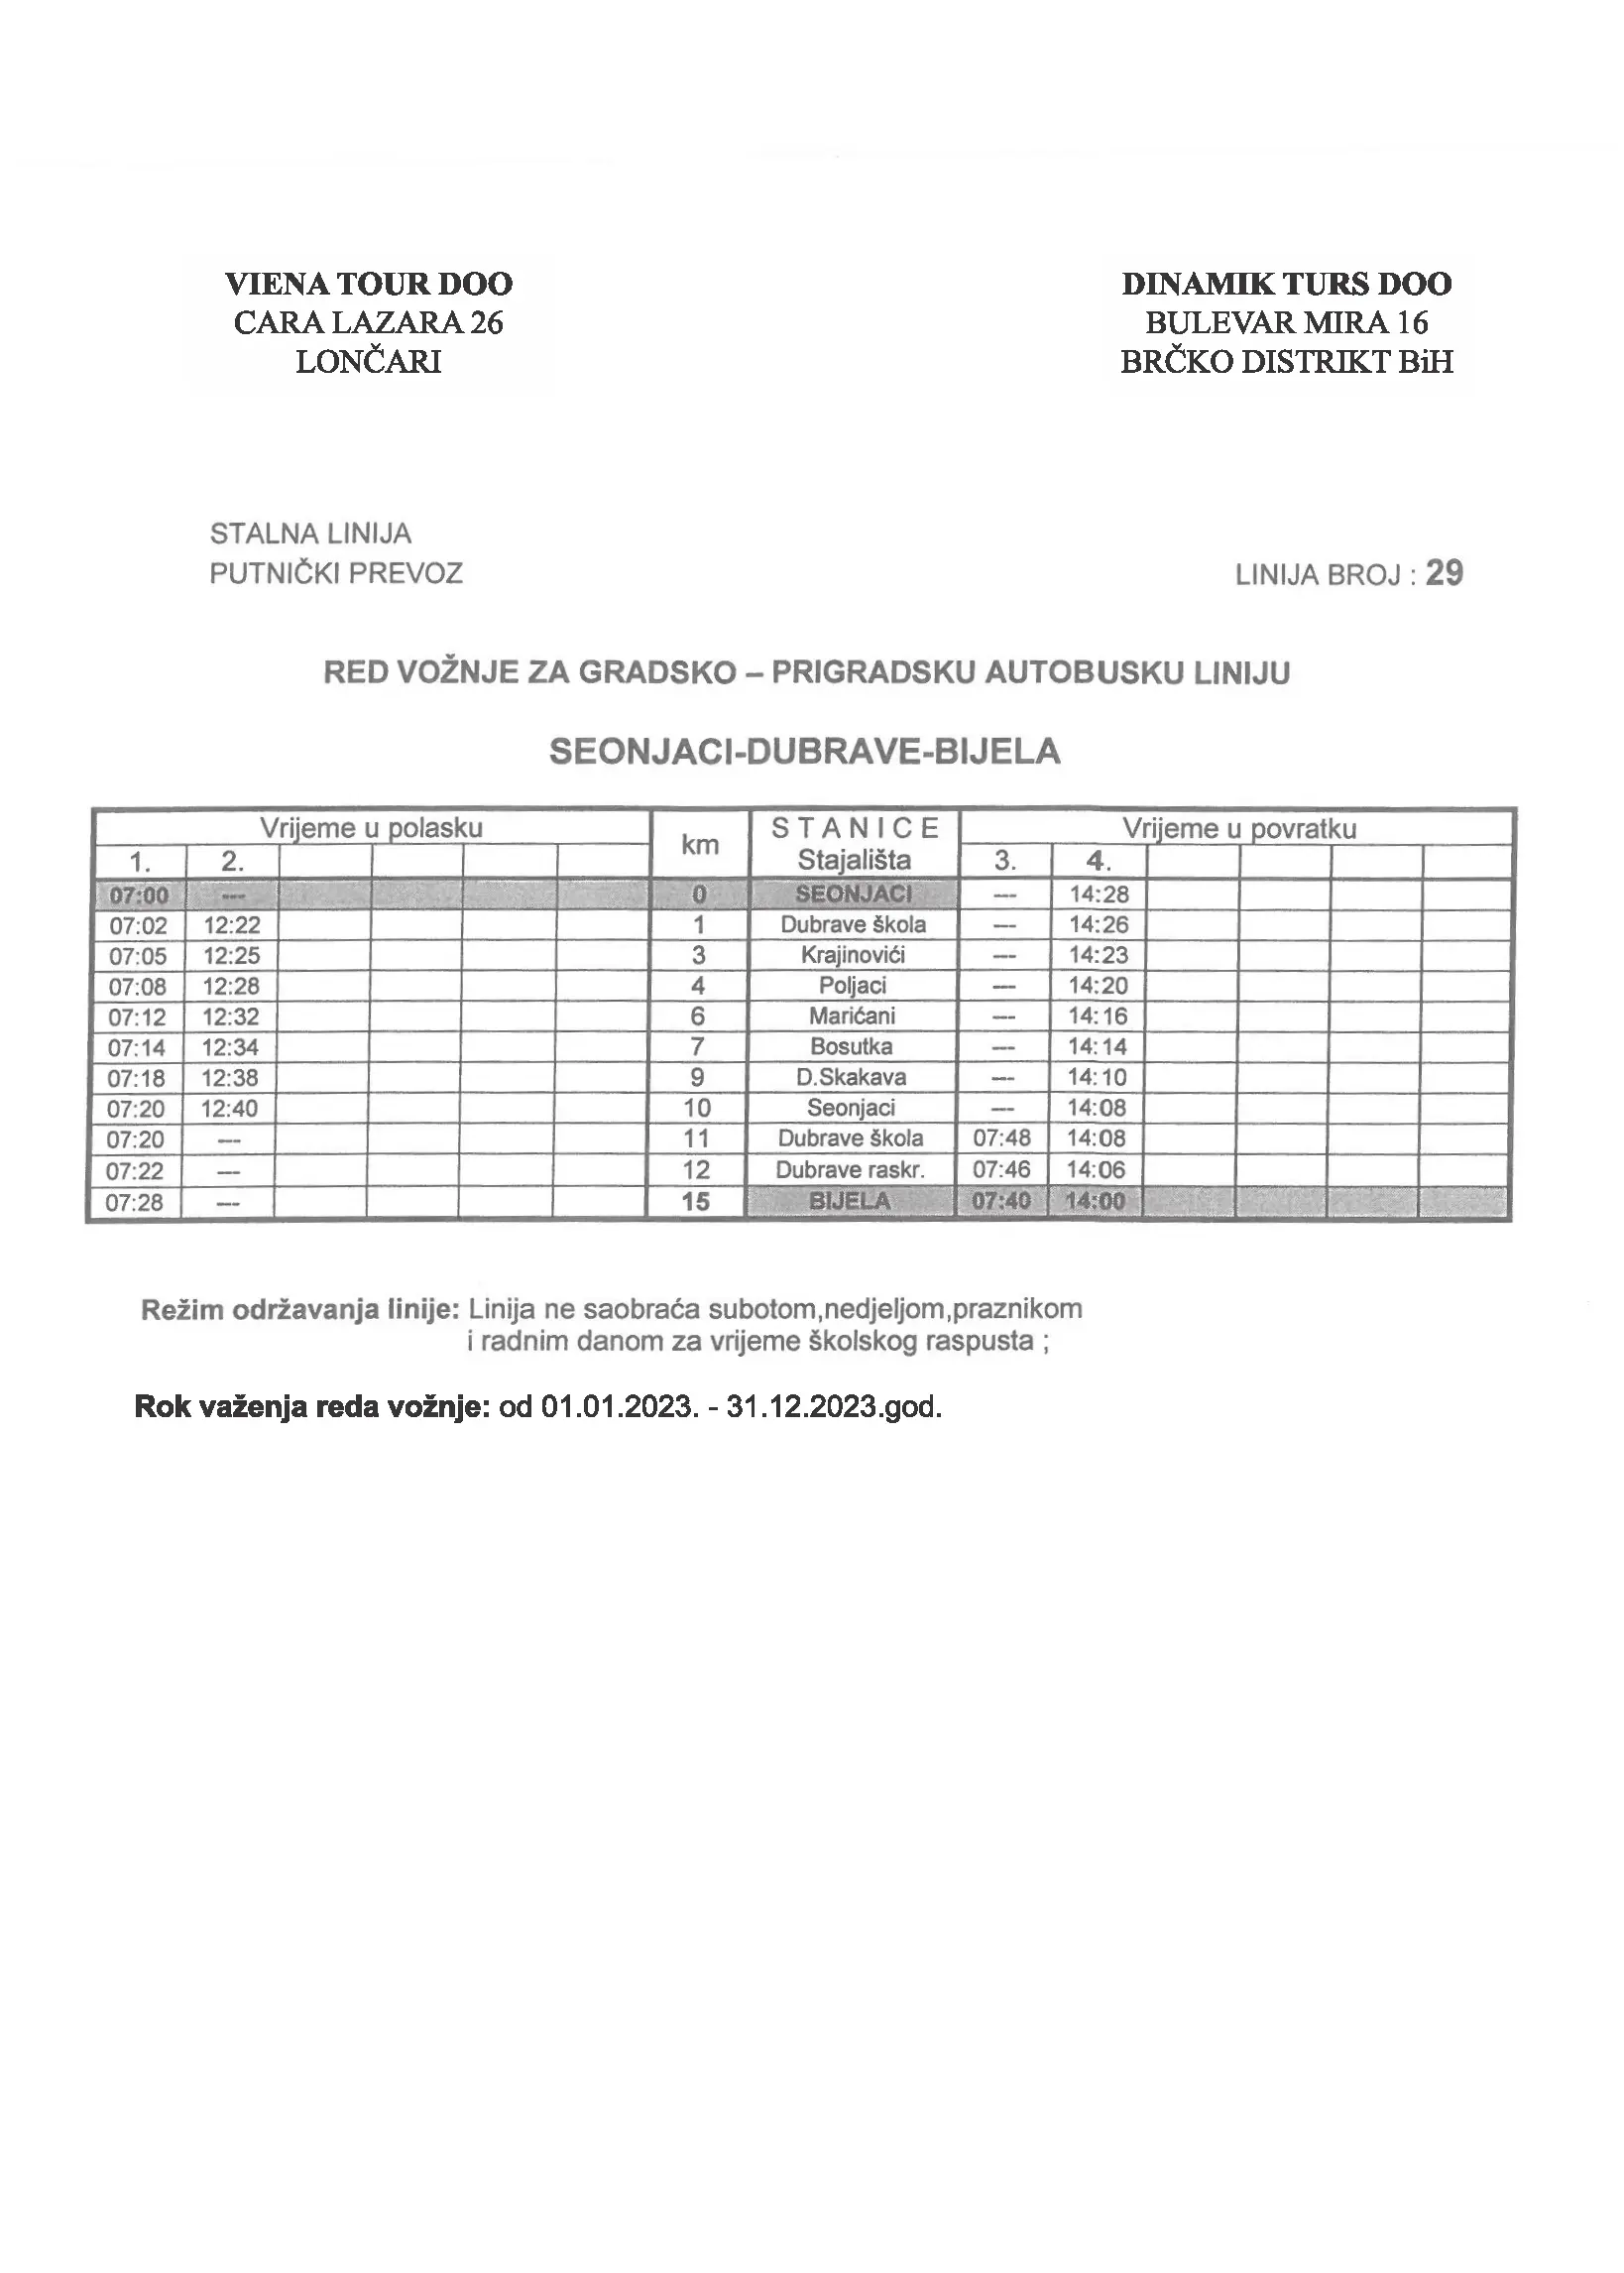 VIENA TOUR DOO
CARA LAZARA 26
LONČARI
DINAMIK TURS DOO
BULEVAR MIRA 16
BRČKO DISTRIKT BiH
STALNA LINIJA
PUTNIČKI PREVOZ
LINIJA BROJ : 29
RED VOŽNJE ZA GRADSKO – PRIGRADSKU AUTOBUSKU LINIJU
SEONJACI-DUBRAVE-BIJELA
Vrijeme u polasku km S T A N I C E Vrijeme u povratku
1. 2. Stajališta 3. 4.
07:00 --- 0 SEONJACI --- 14:28
07:02 12:22 1 Dubrave škola --- 14:26
07:05 12:25 3 Krajinovići --- 14:23
07:08 12:28 4 Poljaci --- 14:20
07:12 12:32 6 Marićani --- 14:16
07:14 12:34 7 Bosutka --- 14:14
07:18 12:38 9 D.Skakava --- 14:10
07:20 12:40 10 Seonjaci --- 14:08
07:20 --- 11 Dubrave škola 07:48 14:08
07:22 --- 12 Dubrave raskr. 07:46 14:06
07:28 --- 15 BIJELA 07:40 14:00
Režim održavanja linije: Linija ne saobraća subotom,nedjeljom,praznikom
i radnim danom za vrijeme školskog raspusta ;
Rok važenja reda vožnje: od 01.01.2023. - 31.12.2023.god.